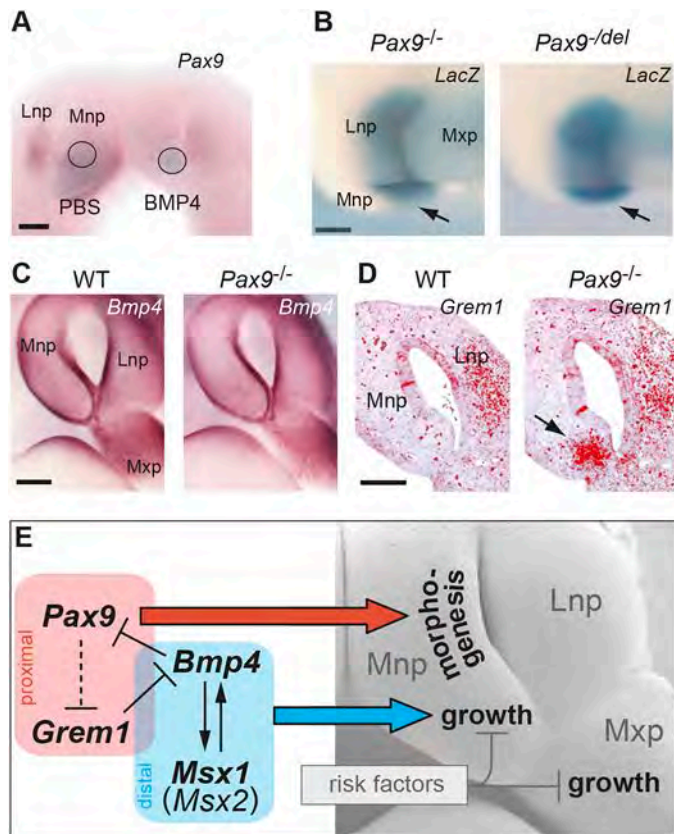 A
Pax9
Lnp
Mnp
PBS
BMP4
B
Pax9-/-
Pax9-/del
LacZ
LacZ
Lnp
Mxp
Mnp
C
WT
Pax9-/-
Bmp4
Bmp4
Mnp
Lnp
Mxp
D
WT
Pax9-/-
Grem1
Grem1
Lnp
Mnp
E
proximal
Pax9
Grem1
distal
Bmp4
Msx1
(Msx2)
morpho-
genesis
Mnp
Lnp
growth
Mxp
risk factors
growth